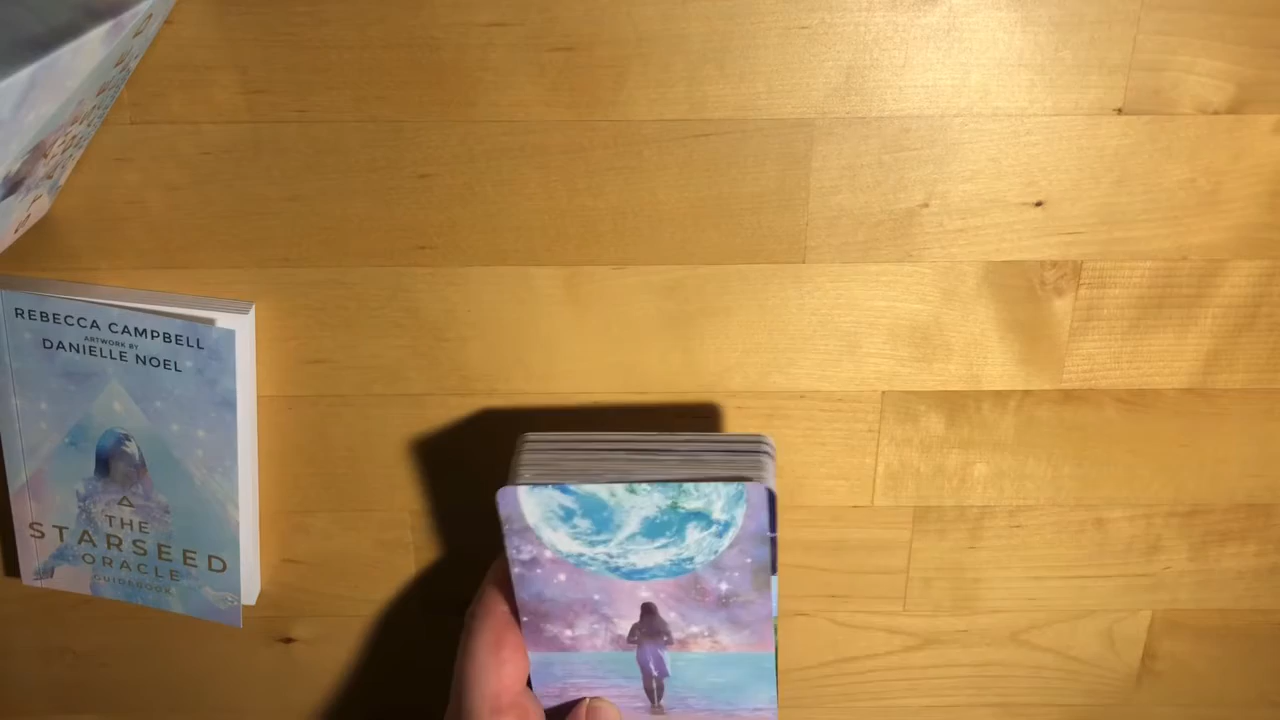 REBECCA CAMPBELL
ARTWORK BY
DANIELLE NOEL
THE
STARSEED
ORACLE
GUIDEBOOK